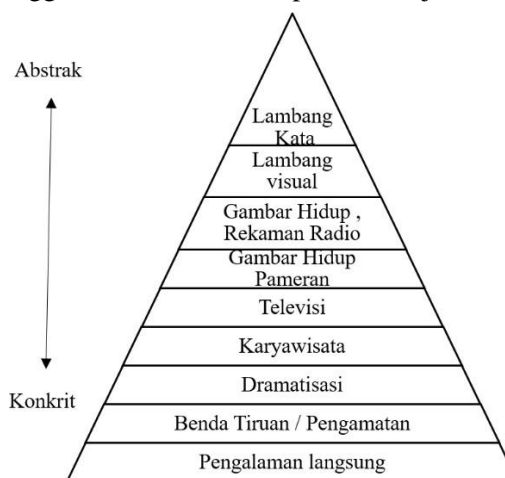 Abstrak
Konkrit
Lambang
Kata
Lambang
visual
Gambar Hidup ,
Rekaman Radio
Gambar Hidup
Pameran
Televisi
Karyawisata
Dramatisasi
Benda Tiruan / Pengamatan
Pengalaman langsung